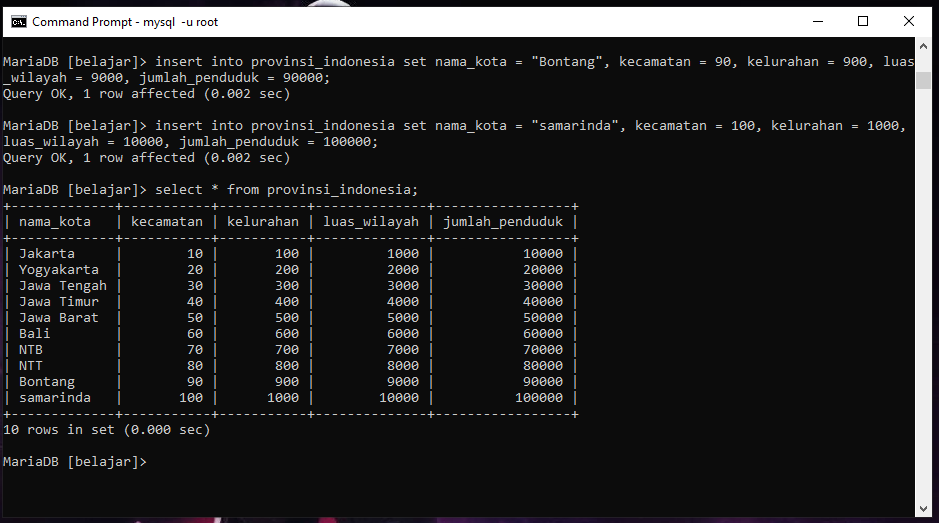 Command Prompt - mysql -u root
MariaDB [belajar]> insert into provinsi_indonesia set nama_kota = "Bontang", kecamatan = 90, kelurahan = 900, luas
_wilayah = 9000, jumlah_penduduk = 90000;
Query OK, 1 row affected (0.002 sec)
MariaDB [belajar]> insert into provinsi_indonesia set nama_kota = "samarinda", kecamatan = 100, kelurahan = 1000,
luas_wilayah = 10000, jumlah_penduduk = 100000;
Query OK, 1 row affected (0.002 sec)
MariaDB [belajar]> select * from provinsi_indonesia;
+-------------+-----------+-----------+--------------+-----------------+
| nama_kota   | kecamatan | kelurahan | luas_wilayah | jumlah_penduduk |
+-------------+-----------+-----------+--------------+-----------------+
| Jakarta     |        10 |       100 |         1000 |           10000 |
| Yogyakarta  |        20 |       200 |         2000 |           20000 |
| Jawa Tengah |        30 |       300 |         3000 |           30000 |
| Jawa Timur  |        40 |       400 |         4000 |           40000 |
| Jawa Barat  |        50 |       500 |         5000 |           50000 |
| Bali        |        60 |       600 |         6000 |           60000 |
| NTB         |        70 |       700 |         7000 |           70000 |
| NTT         |        80 |       800 |         8000 |           80000 |
| Bontang     |        90 |       900 |         9000 |           90000 |
| samarinda   |       100 |      1000 |        10000 |          100000 |
+-------------+-----------+-----------+--------------+-----------------+
10 rows in set (0.000 sec)
MariaDB [belajar]>